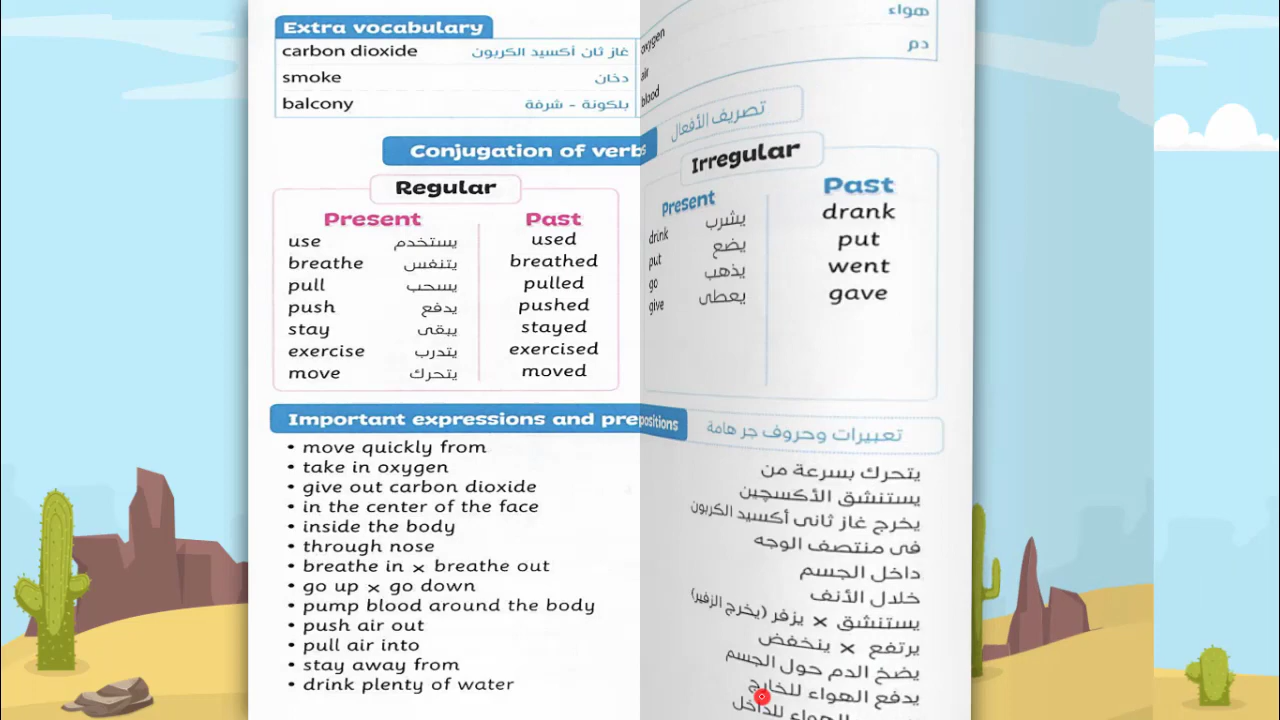 Extra vocabulary
carbon dioxide غاز ثان أكسيد الكربون
smoke دخان
balcony بلكونة - شرفة
oxygen
air هواء
blood دم
Conjugation of verbs تصريف الأفعال
Regular
Present Past
use يستخدم used
breathe يتنفس breathed
pull يسحب pulled
push يدفع pushed
stay يبقى stayed
exercise يتدرب exercised
move يتحرك moved
Irregular
Present Past
drink يشرب drank
put يضع put
go يذهب went
give يعطى gave
Important expressions and prepositions تعبيرات وحروف جر هامة
• move quickly from
• take in oxygen
• give out carbon dioxide
• in the center of the face
• inside the body
• through nose
• breathe in x breathe out
• go up x go down
• pump blood around the body
• push air out
• pull air into
• stay away from
• drink plenty of water
يتحرك بسرعة من
يستنشق الأكسچين
يخرج غاز ثانى أكسيد الكربون
فى منتصف الوجه
داخل الجسم
خلال الأنف
يستنشق x يزفر (يخرج الزفير)
يرتفع x ينخفض
يضخ الدم حول الجسم
يدفع الهواء للخارج
الهواء للداخل